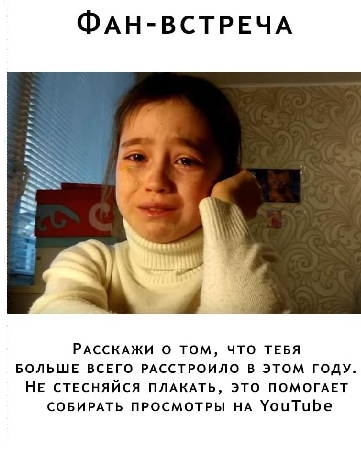 Фан-встреча
Расскажи о том, что тебя
больше всего расстроило в этом году.
Не стесняйся плакать, это помогает
собирать просмотры на YouTube